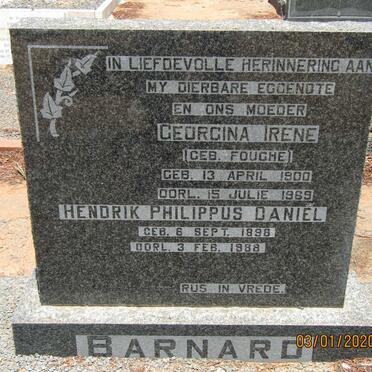 IN LIEFDEVOLLE HERINNERING AAN
MY DIERBARE EGGENOTE
EN ONS MOEDER
GEORGINA IRENE
(GEB. FOUCHE)
GEB. 13 APRIL 1900
OORL. 15 JULIE 1969
HENDRIK PHILIPPUS DANIËL
GEB. 6 SEPT. 1896
OORL. 3 FEB. 1988
RUS IN VREDE.
BARNARD
03/01/2020